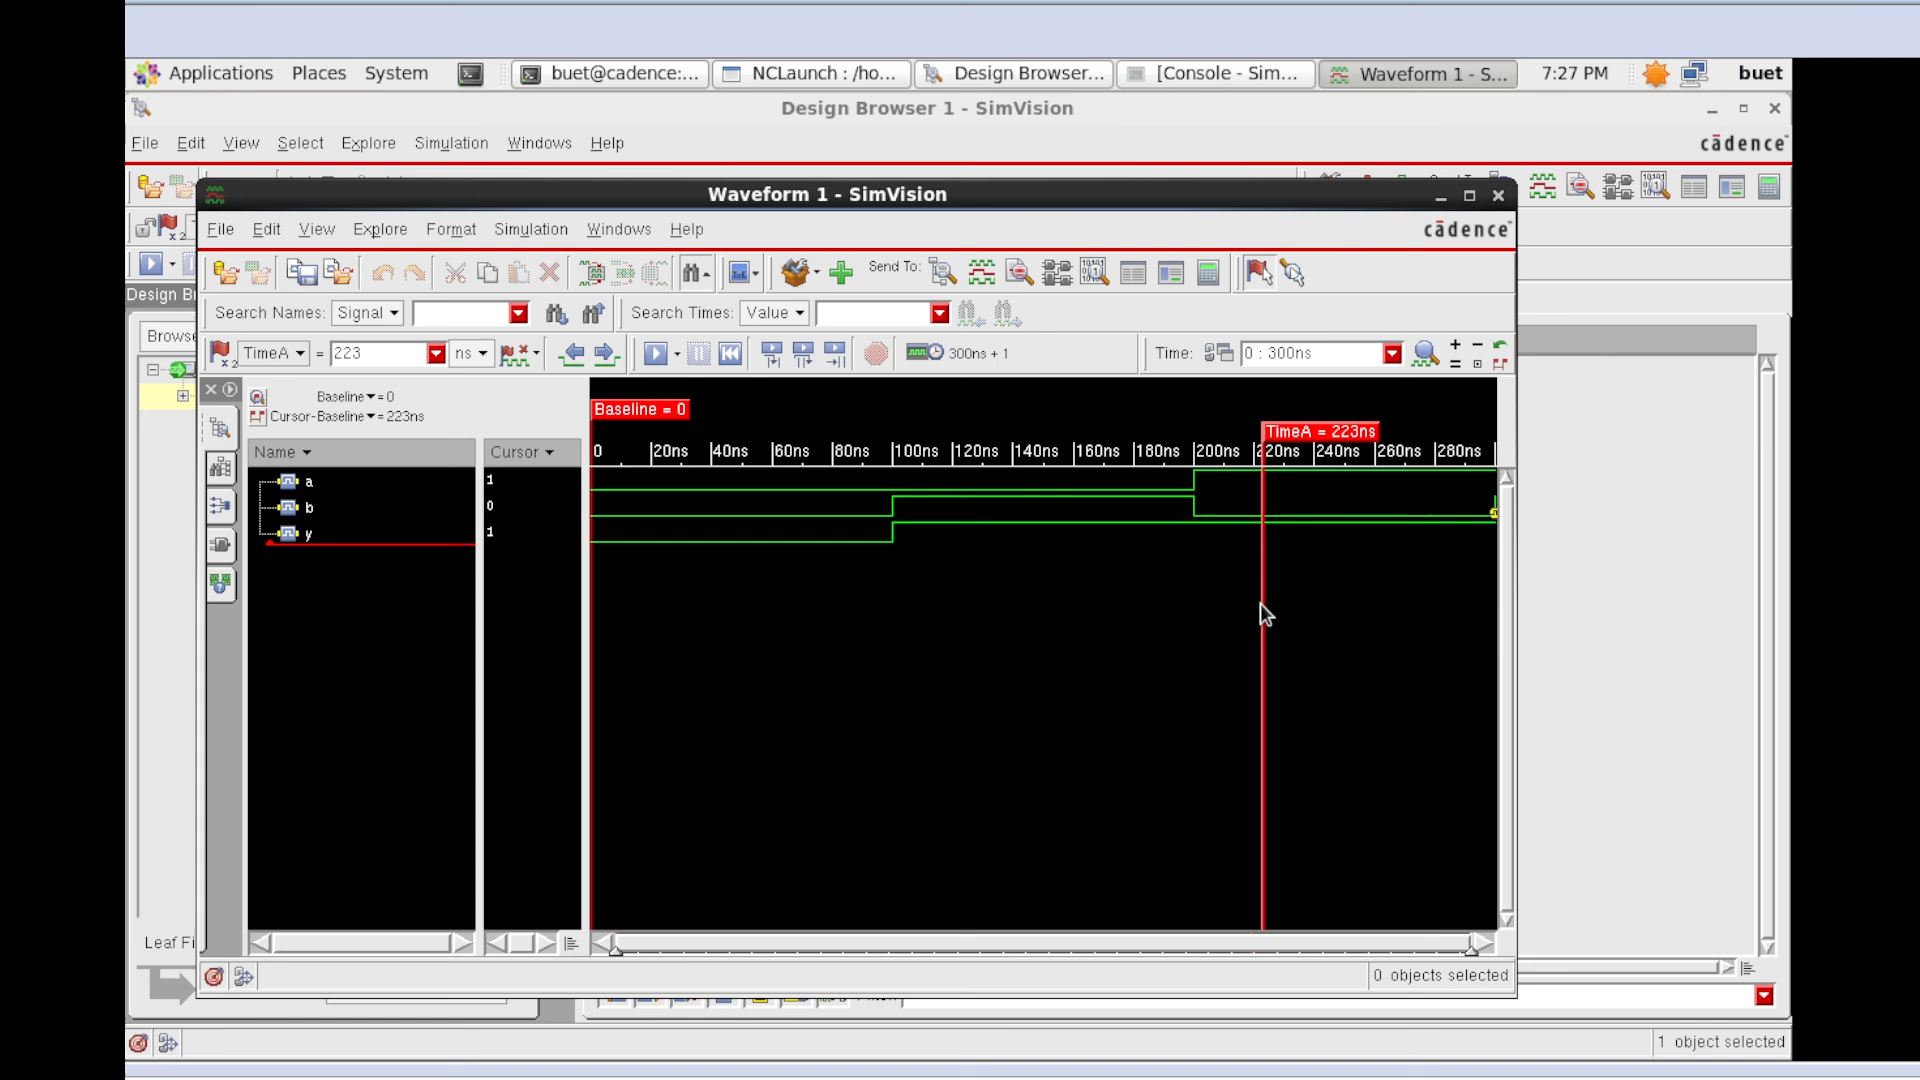 Applications Places System buet@cadence:... NCLaunch : /ho... Design Browser... [Console - Sim... Waveform 1 - S... 7:27 PM buet
Design Browser 1 - SimVision
File Edit View Select Explore Simulation Windows Help cādence
Waveform 1 - SimVision
File Edit View Explore Format Simulation Windows Help cādence
Send To:
Design Br
Search Names: Signal Search Times: Value
Browse
TimeA = 223 ns 300ns + 1 Time: 0 : 300ns
Baseline = 0
Cursor-Baseline = 223ns
Baseline = 0
TimeA = 223ns
Name Cursor 0 20ns 40ns 60ns 80ns 100ns 120ns 140ns 160ns 180ns 200ns 220ns 240ns 260ns 280ns
a 1
b 0
y 1
Leaf Fi
0 objects selected
1 object selected